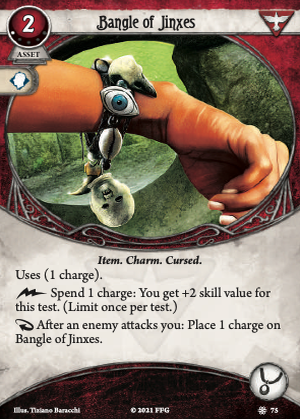 2
Bangle of Jinxes
ASSET
Item. Charm. Cursed.
Uses (1 charge).
Spend 1 charge: You get +2 skill value for
this test. (Limit once per test.)
After an enemy attacks you: Place 1 charge on
Bangle of Jinxes.
Illus. Tiziano Baracchi
© 2021 FFG
75